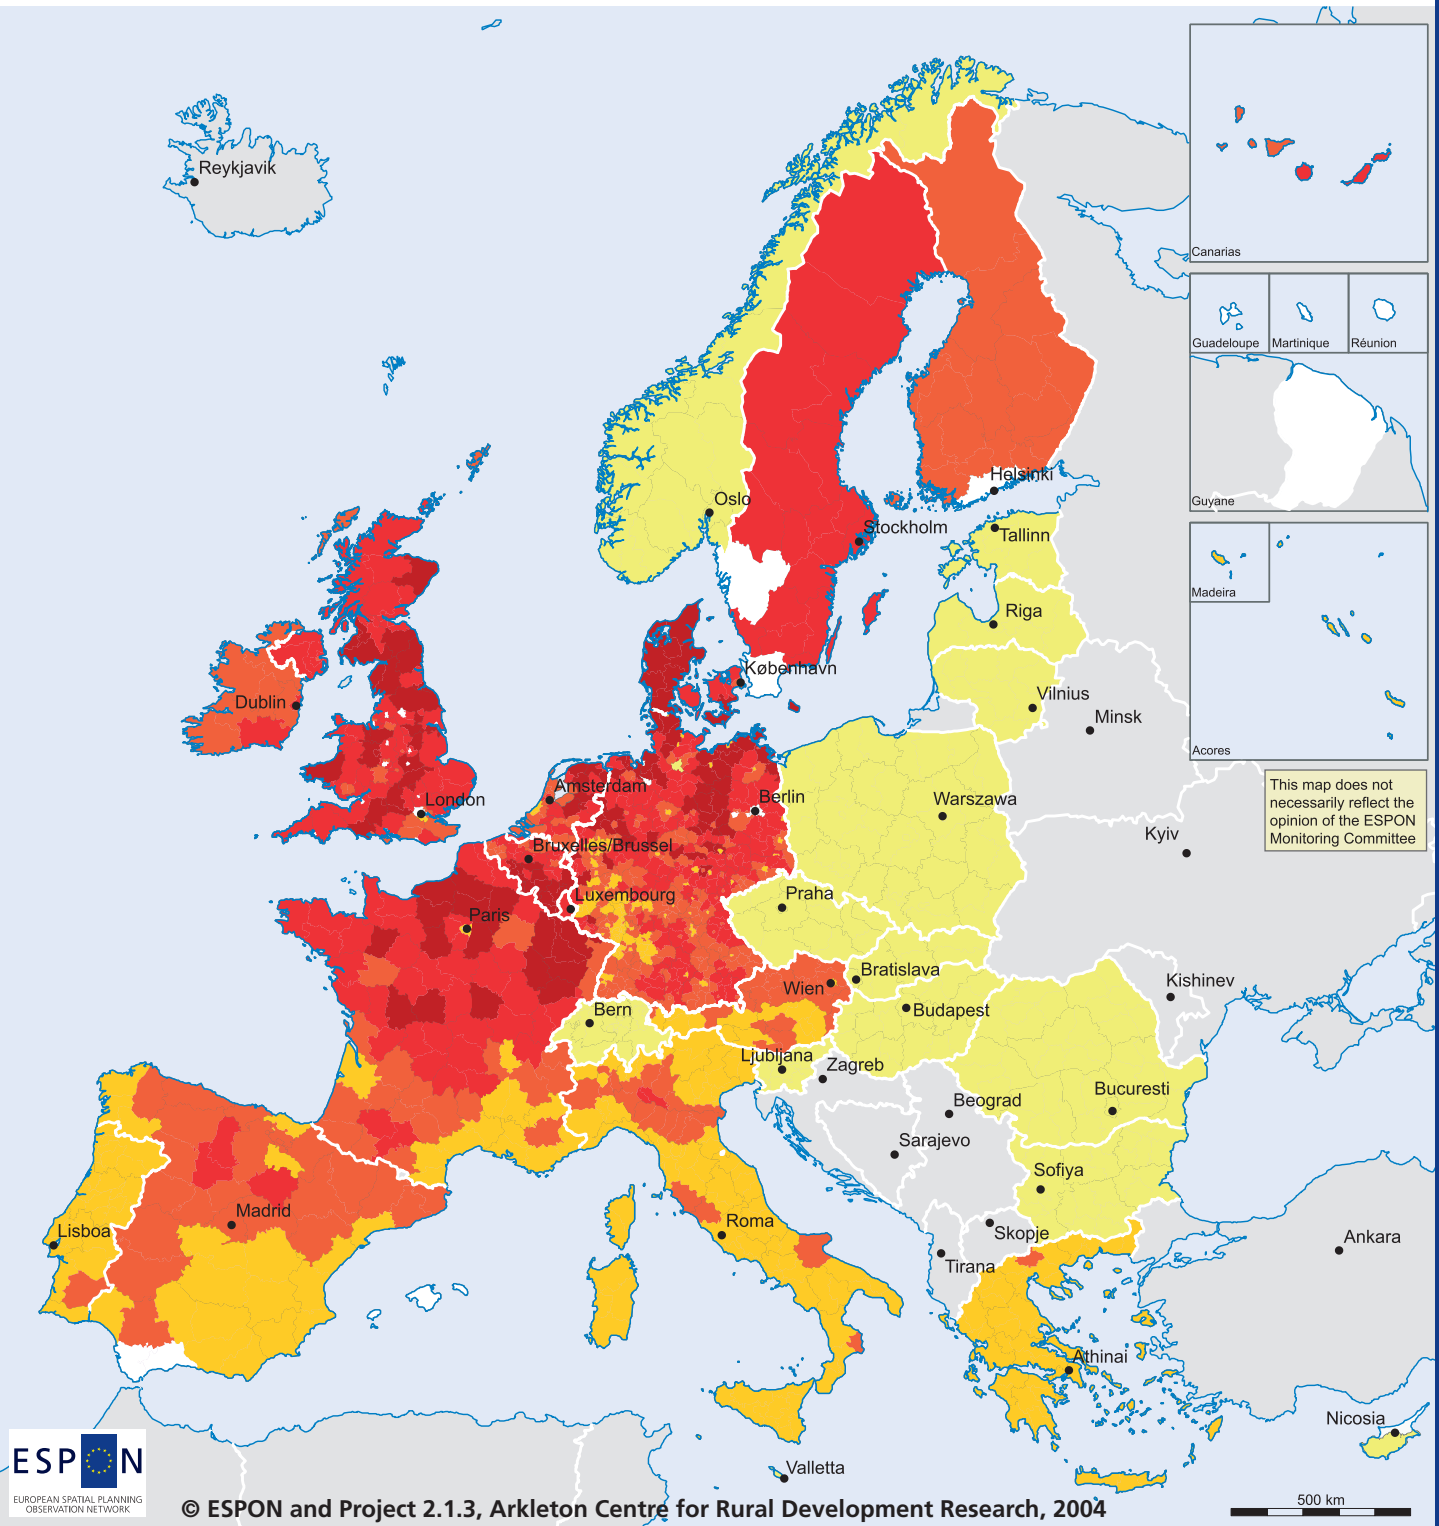 Reykjavik
Canarias
Guadeloupe
Martinique
Réunion
Guyane
Helsinki
Oslo
Stockholm
Tallinn
Madeira
Riga
København
Vilnius
Dublin
Minsk
Acores
This map does not
necessarily reflect the
opinion of the ESPON
Monitoring Committee
Amsterdam
Berlin
London
Warszawa
Kyiv
Bruxelles/Brussel
Praha
Luxembourg
Paris
Bratislava
Wien
Kishinev
Bern
Budapest
Ljubljana
Zagreb
Bucuresti
Beograd
Sarajevo
Sofiya
Madrid
Roma
Lisboa
Skopje
Ankara
Tirana
Athinai
Nicosia
Valletta
ESPON
EUROPEAN SPATIAL PLANNING
OBSERVATION NETWORK
© ESPON and Project 2.1.3, Arkleton Centre for Rural Development Research, 2004
500 km